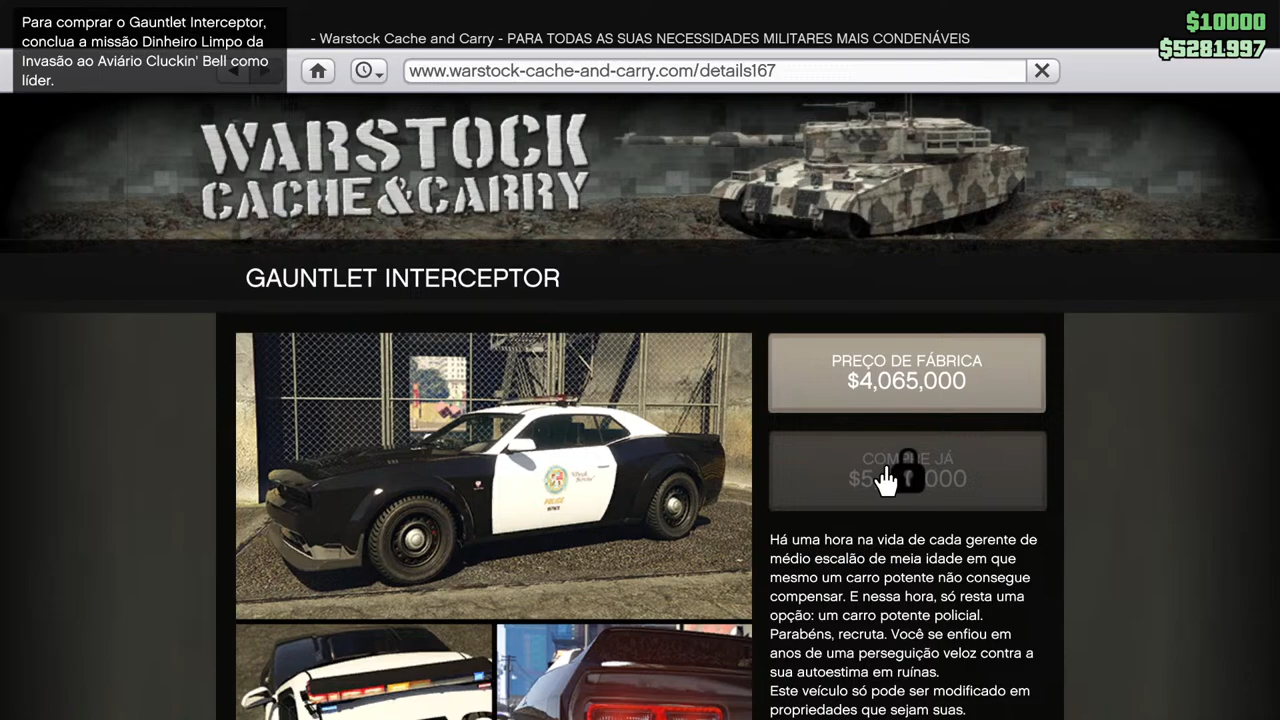 Para comprar o Gauntlet Interceptor,
conclua a missão Dinheiro Limpo da
Invasão ao Aviário Cluckin' Bell como
líder.
- Warstock Cache and Carry - PARA TODAS AS SUAS NECESSIDADES MILITARES MAIS CONDENÁVEIS
$10000
$5281997
www.warstock-cache-and-carry.com/details167
WARSTOCK
CACHE&CARRY
GAUNTLET INTERCEPTOR
PREÇO DE FÁBRICA
$4,065,000
COMPRE JÁ
POLICE
Há uma hora na vida de cada gerente de
médio escalão de meia idade em que
mesmo um carro potente não consegue
compensar. E nessa hora, só resta uma
opção: um carro potente policial.
Parabéns, recruta. Você se enfiou em
anos de uma perseguição veloz contra a
sua autoestima em ruínas.
Este veículo só pode ser modificado em
propriedades que sejam suas.